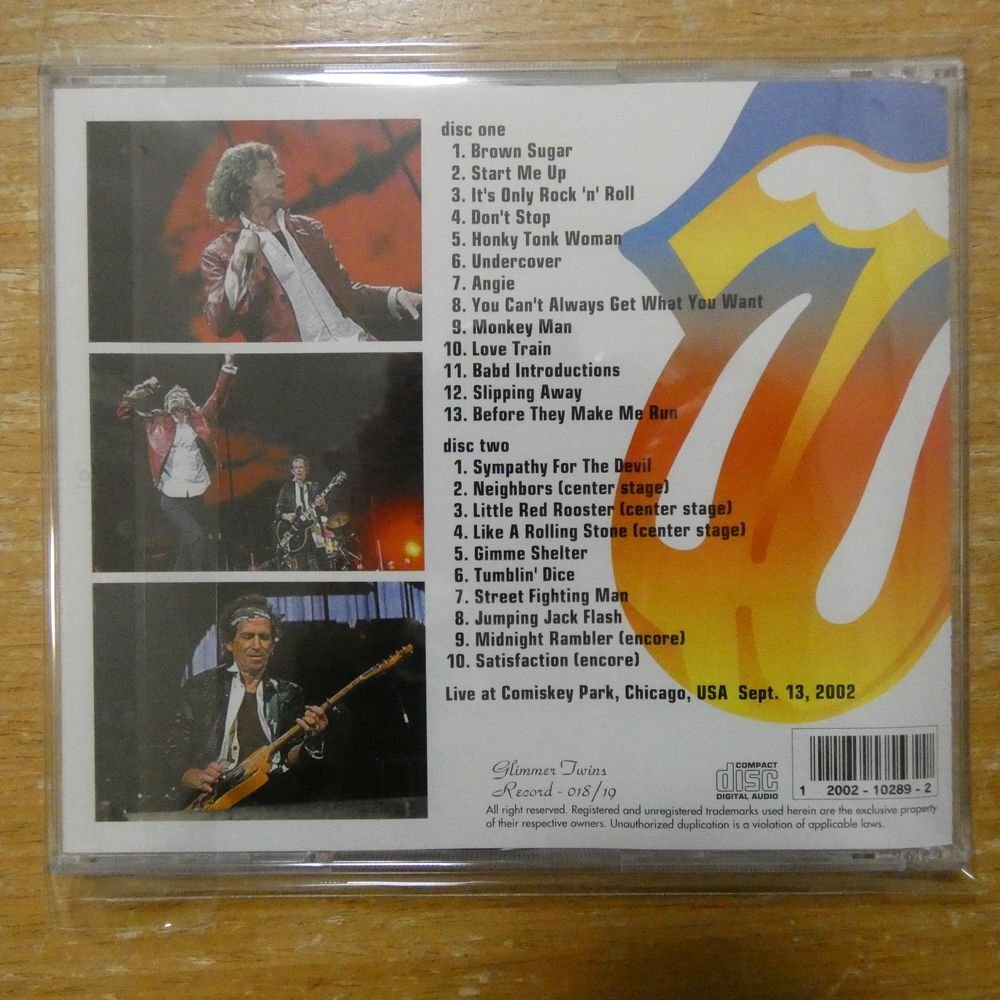 disc one
1. Brown Sugar
2. Start Me Up
3. It's Only Rock 'n' Roll
4. Don't Stop
5. Honky Tonk Woman
6. Undercover
7. Angie
8. You Can't Always Get What You Want
9. Monkey Man
10. Love Train
11. Babd Introductions
12. Slipping Away
13. Before They Make Me Run
disc two
1. Sympathy For The Devil
2. Neighbors (center stage)
3. Little Red Rooster (center stage)
4. Like A Rolling Stone (center stage)
5. Gimme Shelter
6. Tumblin' Dice
7. Street Fighting Man
8. Jumping Jack Flash
9. Midnight Rambler (encore)
10. Satisfaction (encore)
Live at Comiskey Park, Chicago, USA Sept. 13, 2002
Glimmer Twins
Record - 018/19
COMPACT
disc
DIGITAL AUDIO
1 2002 - 10289 - 2
All right reserved. Registered and unregistered trademarks used herein are the exclusive property
of their respective owners. Unauthorized duplication is a violation of applicable laws.